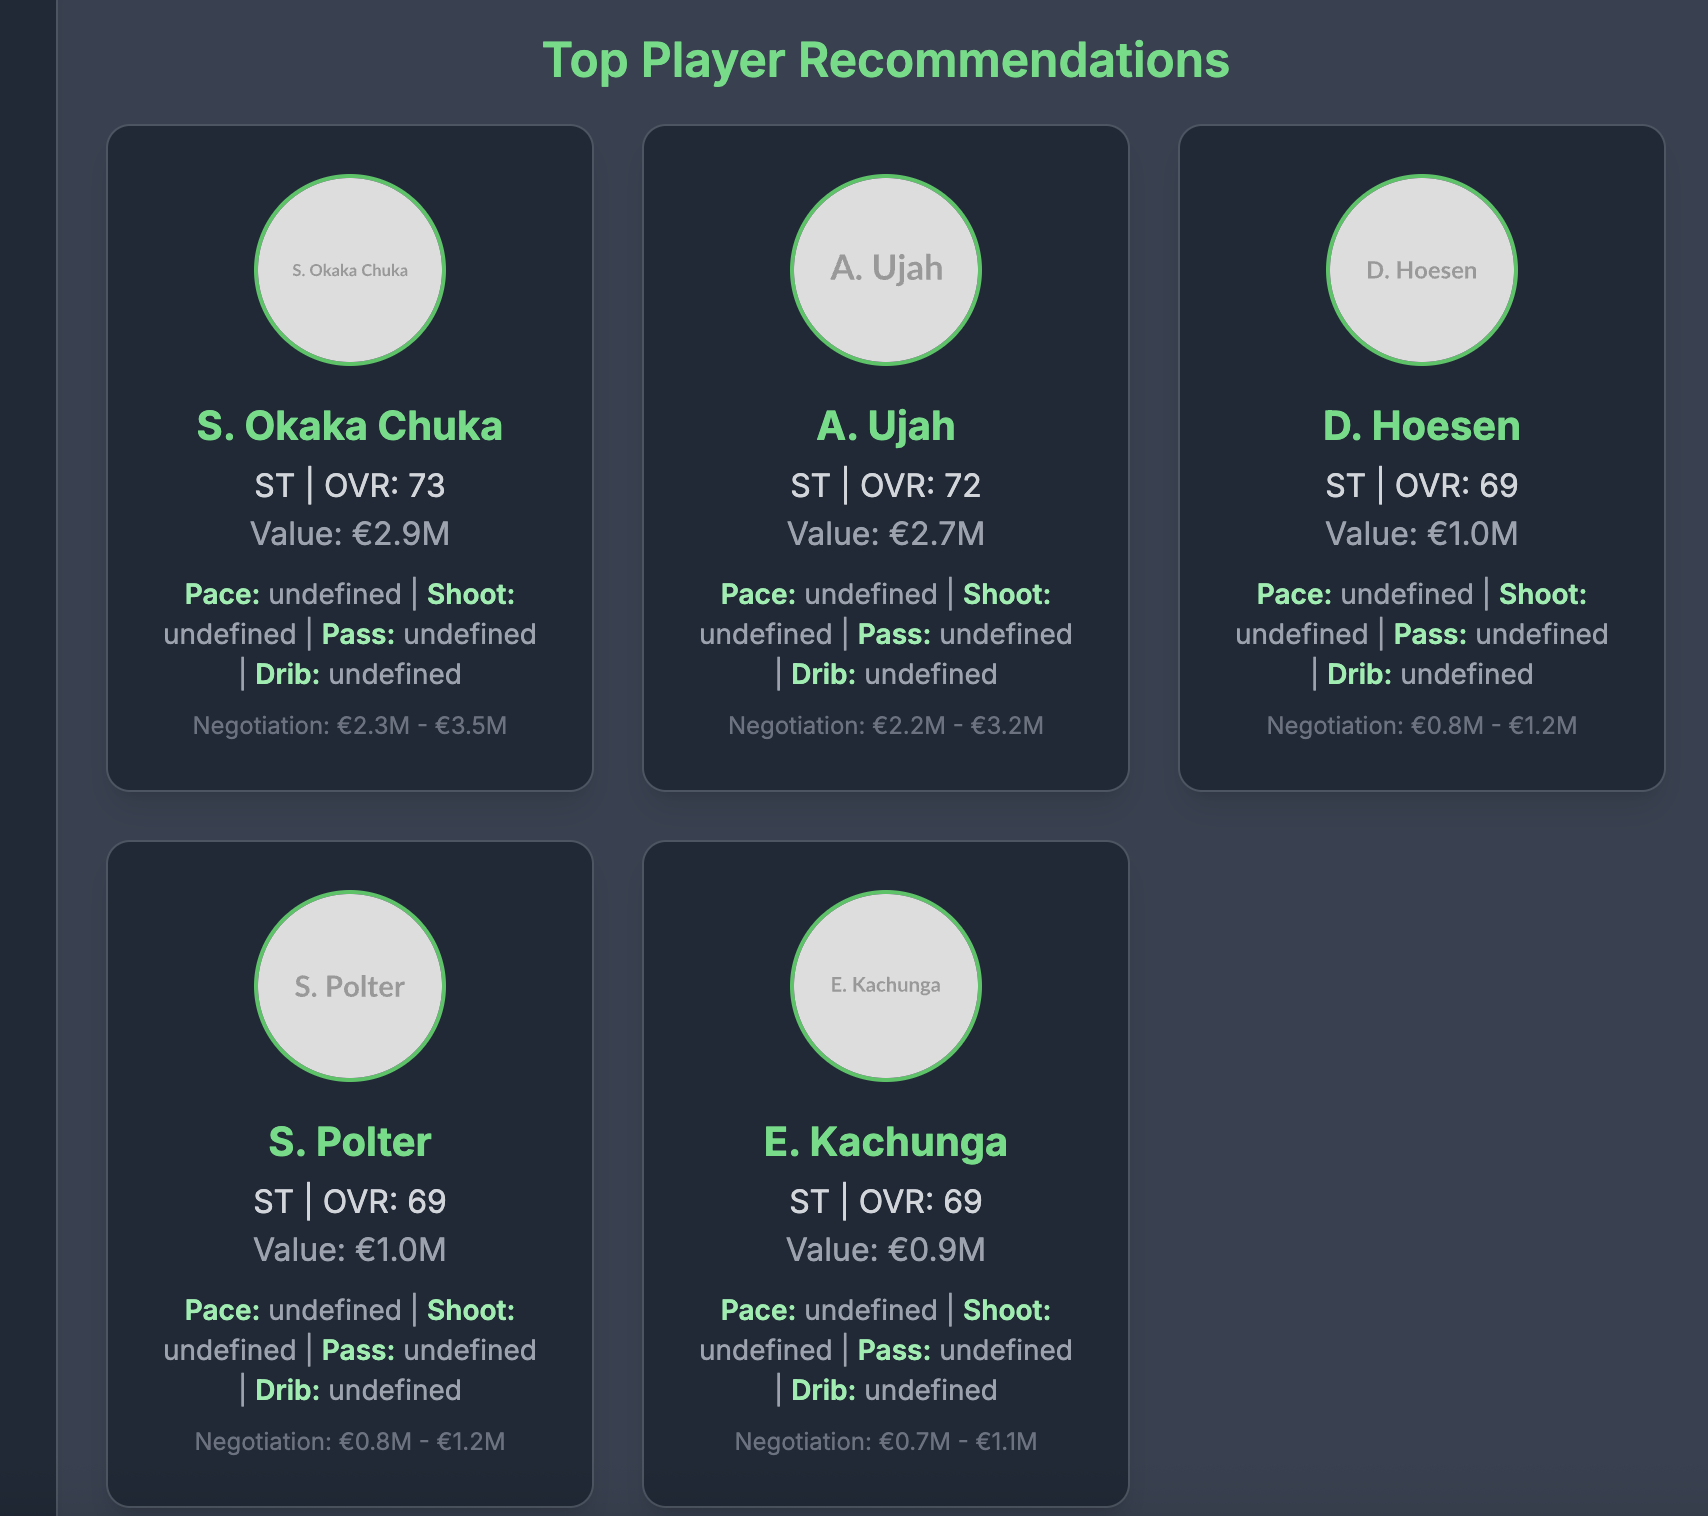 Top Player Recommendations
S. Okaka Chuka
S. Okaka Chuka
ST | OVR: 73
Value: €2.9M
Pace: undefined | Shoot:
undefined | Pass: undefined
| Drib: undefined
Negotiation: €2.3M - €3.5M
A. Ujah
A. Ujah
ST | OVR: 72
Value: €2.7M
Pace: undefined | Shoot:
undefined | Pass: undefined
| Drib: undefined
Negotiation: €2.2M - €3.2M
D. Hoesen
D. Hoesen
ST | OVR: 69
Value: €1.0M
Pace: undefined | Shoot:
undefined | Pass: undefined
| Drib: undefined
Negotiation: €0.8M - €1.2M
S. Polter
S. Polter
ST | OVR: 69
Value: €1.0M
Pace: undefined | Shoot:
undefined | Pass: undefined
| Drib: undefined
Negotiation: €0.8M - €1.2M
E. Kachunga
E. Kachunga
ST | OVR: 69
Value: €0.9M
Pace: undefined | Shoot:
undefined | Pass: undefined
| Drib: undefined
Negotiation: €0.7M - €1.1M